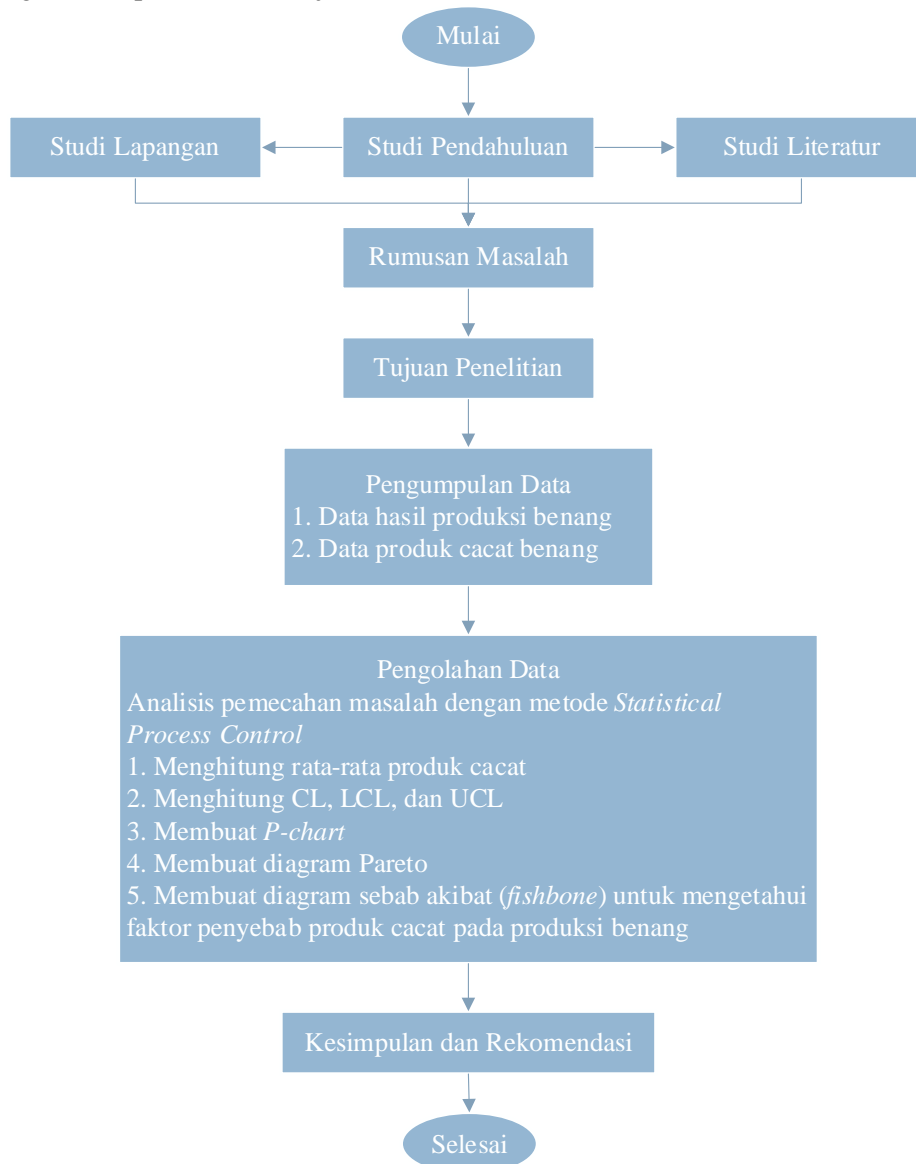 Mulai
Studi Lapangan
Studi Pendahuluan
Studi Literatur
Rumusan Masalah
Tujuan Penelitian
Pengumpulan Data
1. Data hasil produksi benang
2. Data produk cacat benang
Pengolahan Data
Analisis pemecahan masalah dengan metode Statistical
Process Control
1. Menghitung rata-rata produk cacat
2. Menghitung CL, LCL, dan UCL
3. Membuat P-chart
4. Membuat diagram Pareto
5. Membuat diagram sebab akibat (fishbone) untuk mengetahui
faktor penyebab produk cacat pada produksi benang
Kesimpulan dan Rekomendasi
Selesai